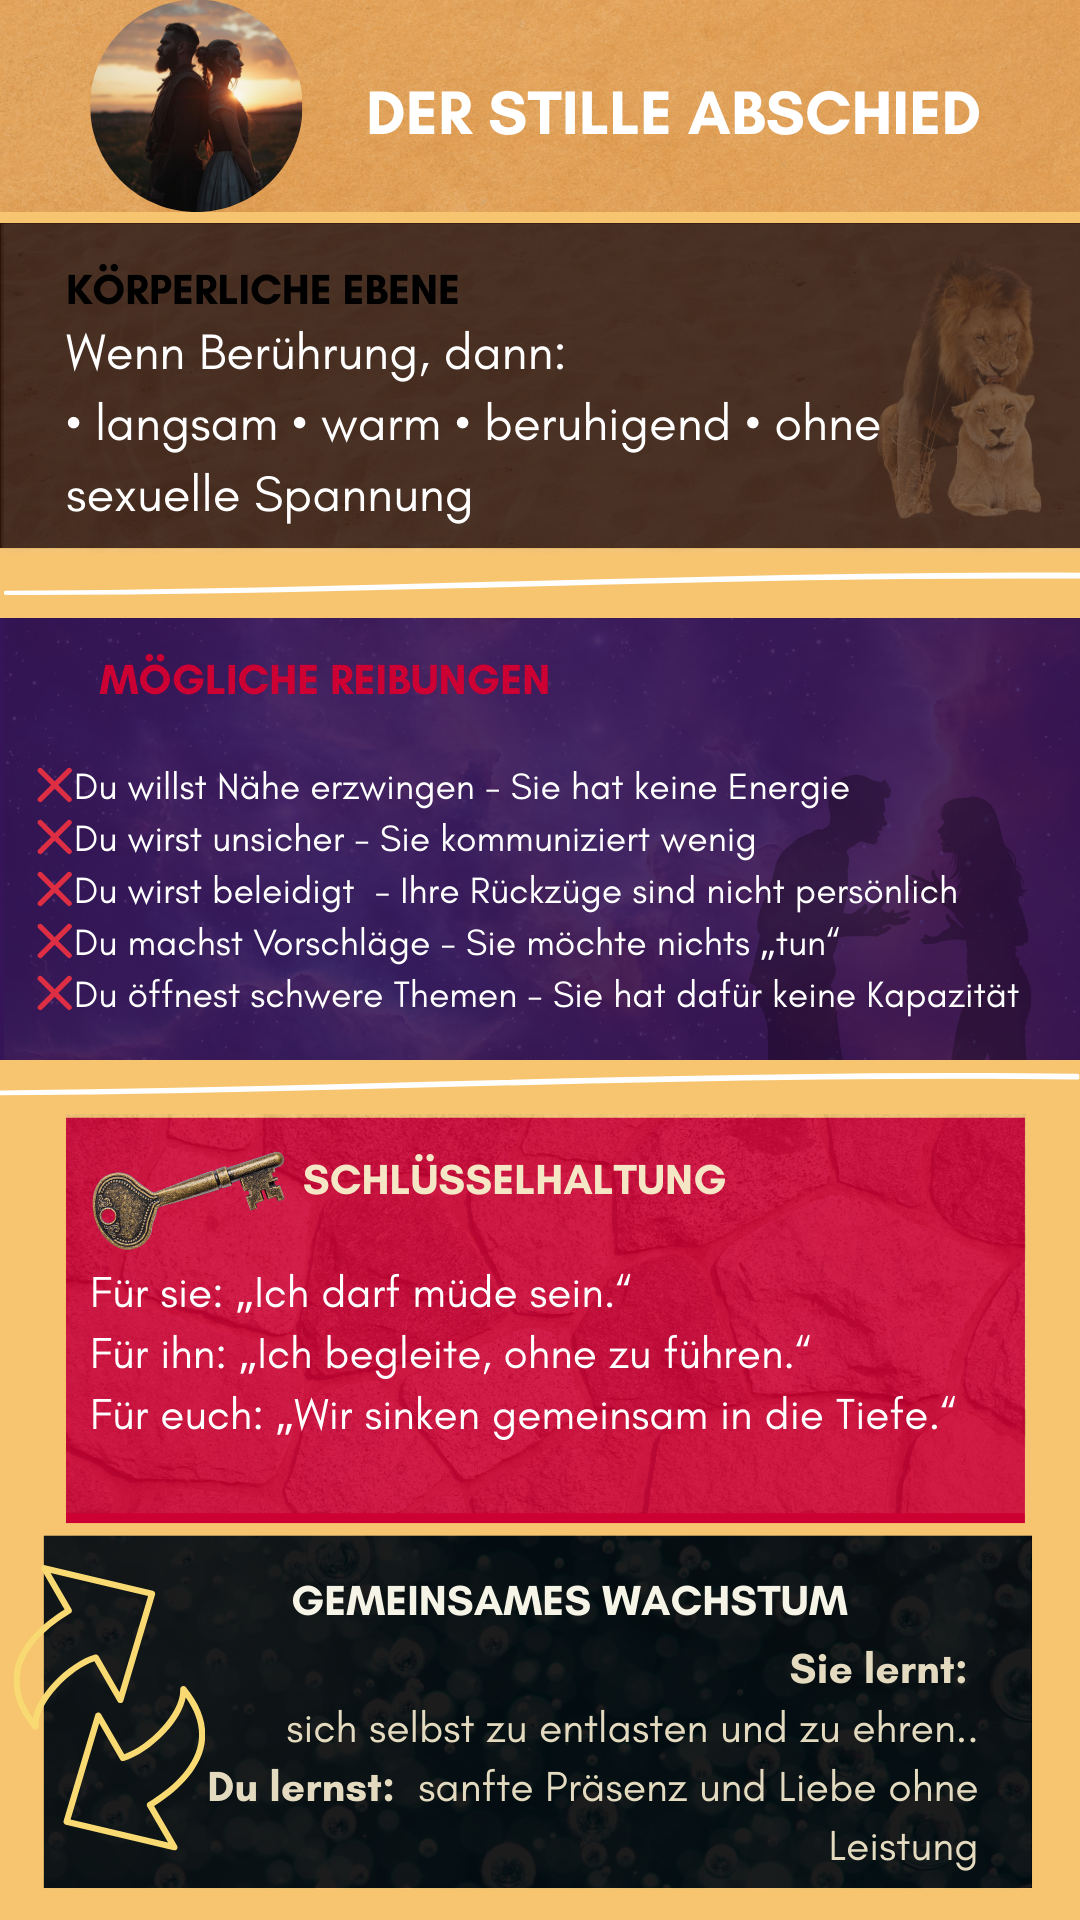 DER STILLE ABSCHIED
KÖRPERLICHE EBENE
Wenn Berührung, dann:
• langsam • warm • beruhigend • ohne
sexuelle Spannung
MÖGLICHE REIBUNGEN
❌Du willst Nähe erzwingen – Sie hat keine Energie
❌Du wirst unsicher – Sie kommuniziert wenig
❌Du wirst beleidigt  – Ihre Rückzüge sind nicht persönlich
❌Du machst Vorschläge – Sie möchte nichts „tun“
❌Du öffnest schwere Themen – Sie hat dafür keine Kapazität
SCHLÜSSELHALTUNG
Für sie: „Ich darf müde sein.“
Für ihn: „Ich begleite, ohne zu führen.“
Für euch: „Wir sinken gemeinsam in die Tiefe.“
GEMEINSAMES WACHSTUM
Sie lernt:
sich selbst zu entlasten und zu ehren..
Du lernst:  sanfte Präsenz und Liebe ohne
Leistung